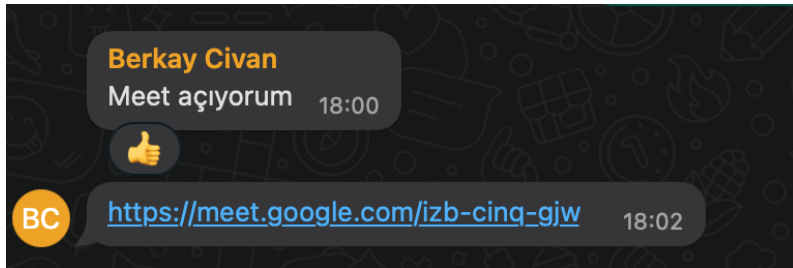 Berkay Civan
Meet açıyorum 18:00
👍
BC
https://meet.google.com/izb-cinq-gjw 18:02